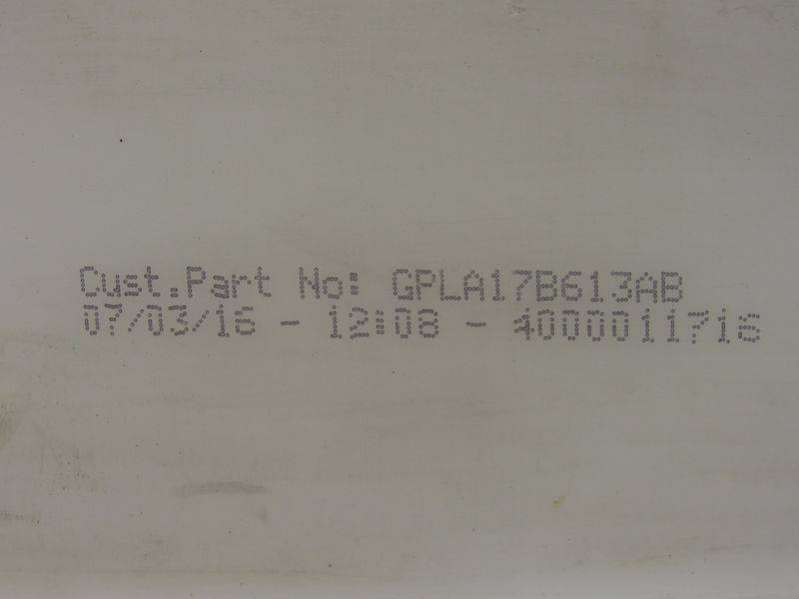 Cust.Part No: GPLA17B613AB
07/03/16 - 12:08 - 4000011716